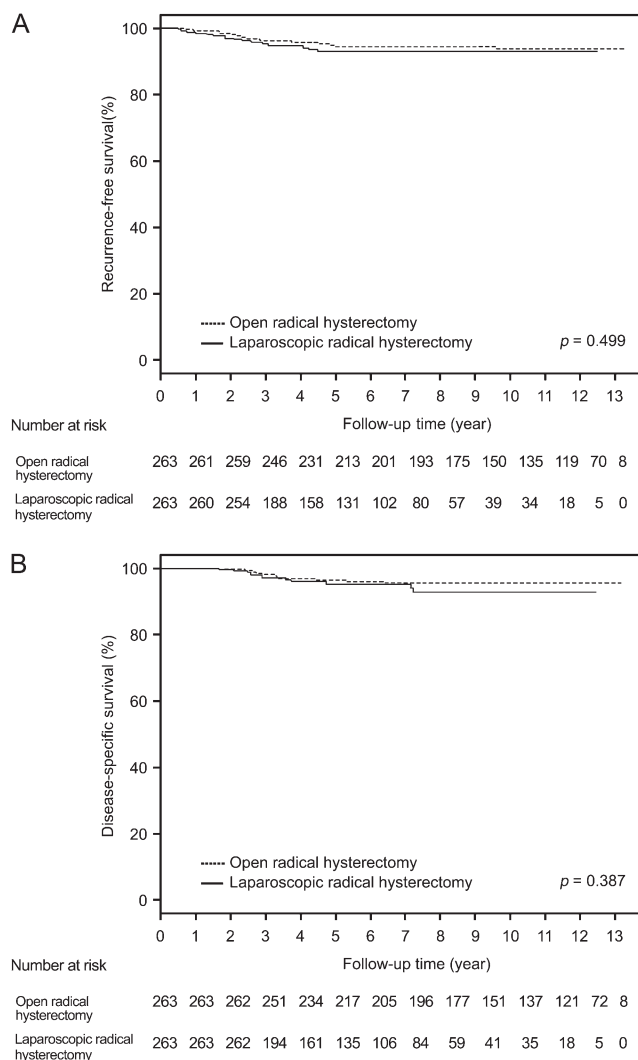 A
Recurrence-free survival(%)
100
80
60
40
20
0
Open radical hysterectomy
Laparoscopic radical hysterectomy
p = 0.499
0 1 2 3 4 5 6 7 8 9 10 11 12 13
Number at risk
Follow-up time (year)
Open radical
hysterectomy
263 261 259 246 231 213 201 193 175 150 135 119 70 8
Laparoscopic radical
hysterectomy
263 260 254 188 158 131 102 80 57 39 34 18 5 0
B
Disease-specific survival (%)
100
80
60
40
20
0
Open radical hysterectomy
Laparoscopic radical hysterectomy
p = 0.387
0 1 2 3 4 5 6 7 8 9 10 11 12 13
Number at risk
Follow-up time (year)
Open radical
hysterectomy
263 263 262 251 234 217 205 196 177 151 137 121 72 8
Laparoscopic radical
hysterectomy
263 263 262 194 161 135 106 84 59 41 35 18 5 0